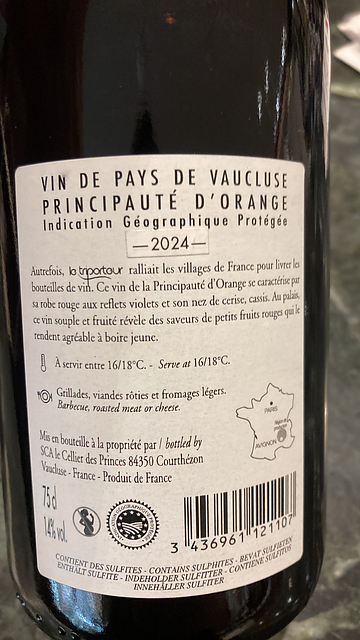 VIN DE PAYS DE VAUCLUSE
PRINCIPAUTÉ D'ORANGE
Indication Géographique Protégée
—2024—
Autrefois, le triporteur ralliait les villages de France pour livrer les
bouteilles de vin. Ce vin de la Principauté d'Orange se caractérise par
sa robe rouge aux reflets violets et son nez de cerise, cassis. Au palais,
ce vin souple et fruité révèle des saveurs de petits fruits rouges qui le
rendent agréable à boire jeune.
À servir entre 16/18°C. - Serve at 16/18°C.
Grillades, viandes rôties et fromages légers.
Barbecue, roasted meat or cheese.
PARIS
AVIGNON
Mis en bouteille à la propriété par / bottled by
SCA le Cellier des Princes 84350 Courthézon
Vaucluse - France - Produit de France
75 cl
14% vol.
3 436961 121107
CONTIENT DES SULFITES - CONTAINS SULPHITES - BEVAT SULFIETEN
ENTHÄLT SULFITE - INDEHOLDER SULFITTER - CONTIENE SULFITOS
INNEHÅLLER SULFITER